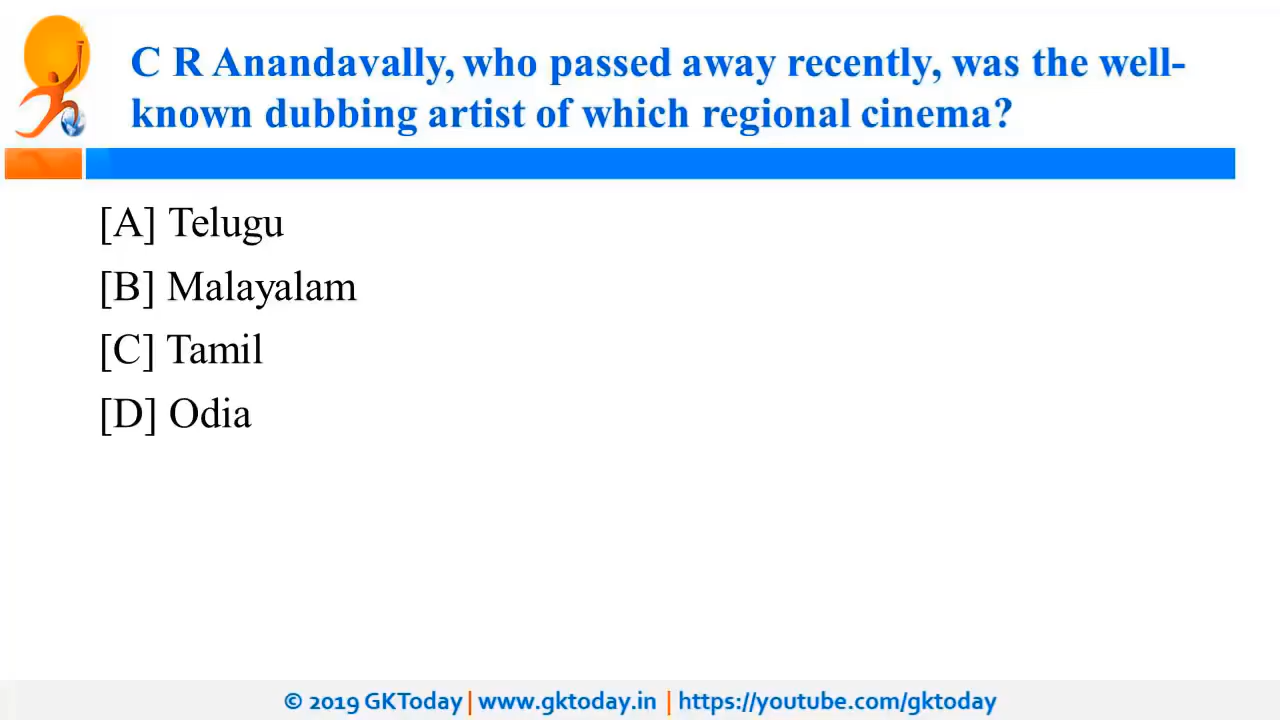 C R Anandavally, who passed away recently, was the well-
known dubbing artist of which regional cinema?
[A] Telugu
[B] Malayalam
[C] Tamil
[D] Odia
© 2019 GKToday | www.gktoday.in | https://youtube.com/gktoday